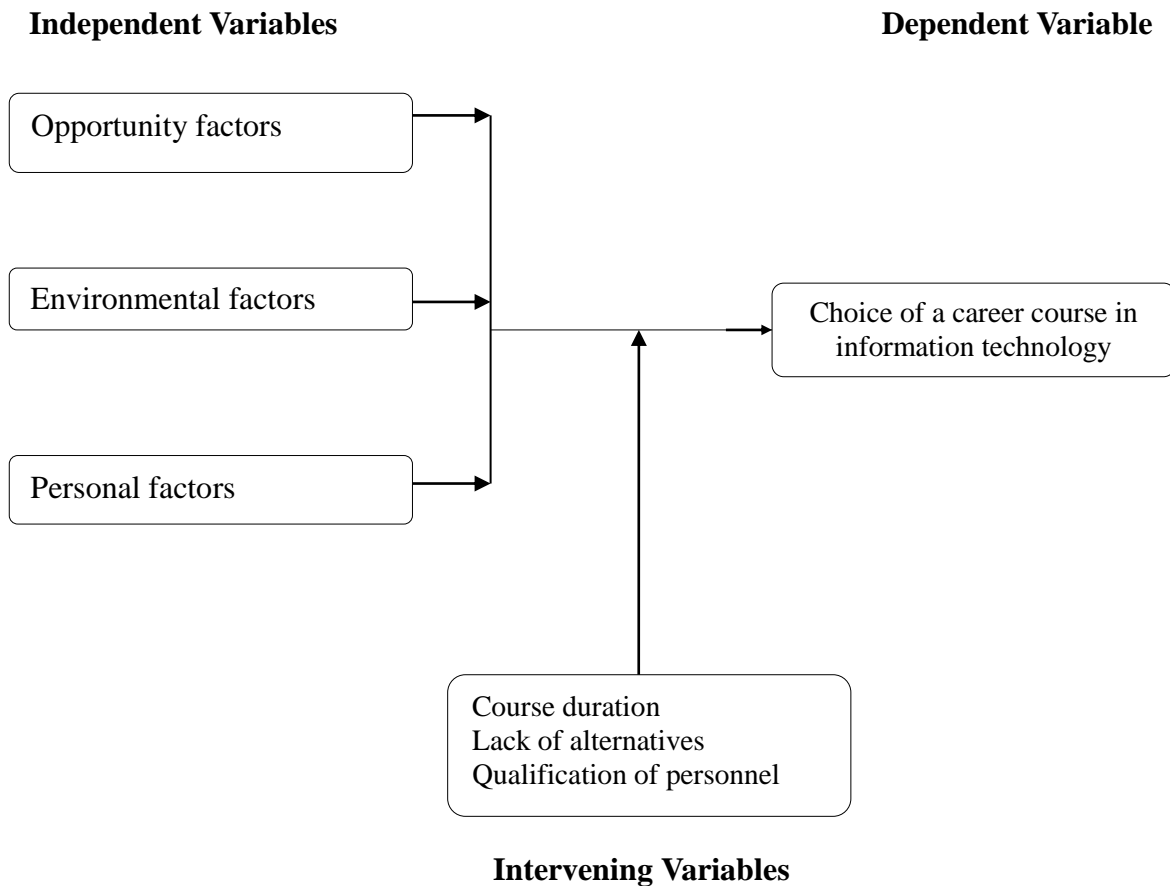 Independent Variables
Dependent Variable
Opportunity factors
Environmental factors
Choice of a career course in
information technology
Personal factors
Course duration
Lack of alternatives
Qualification of personnel
Intervening Variables